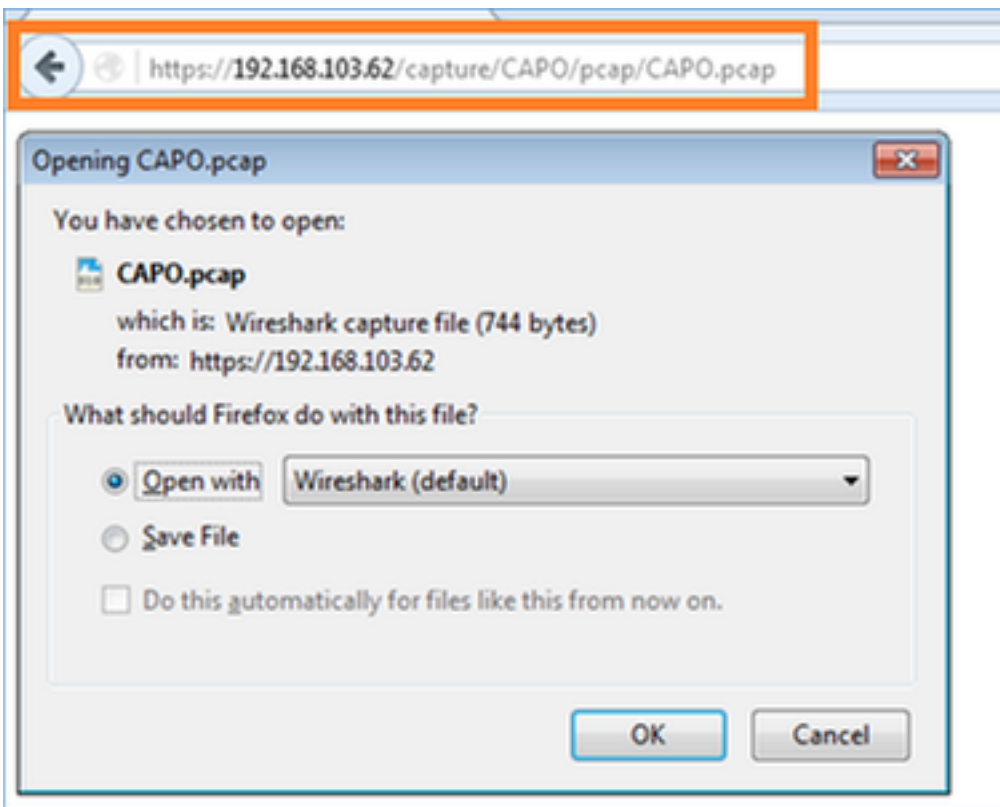 https://192.168.103.62/capture/CAPO/pcap/CAPO.pcap
Opening CAPO.pcap
You have chosen to open:
CAPO.pcap
which is: Wireshark capture file (744 bytes)
from: https://192.168.103.62
What should Firefox do with this file?
Open with Wireshark (default)
Save File
Do this automatically for files like this from now on.
OK Cancel